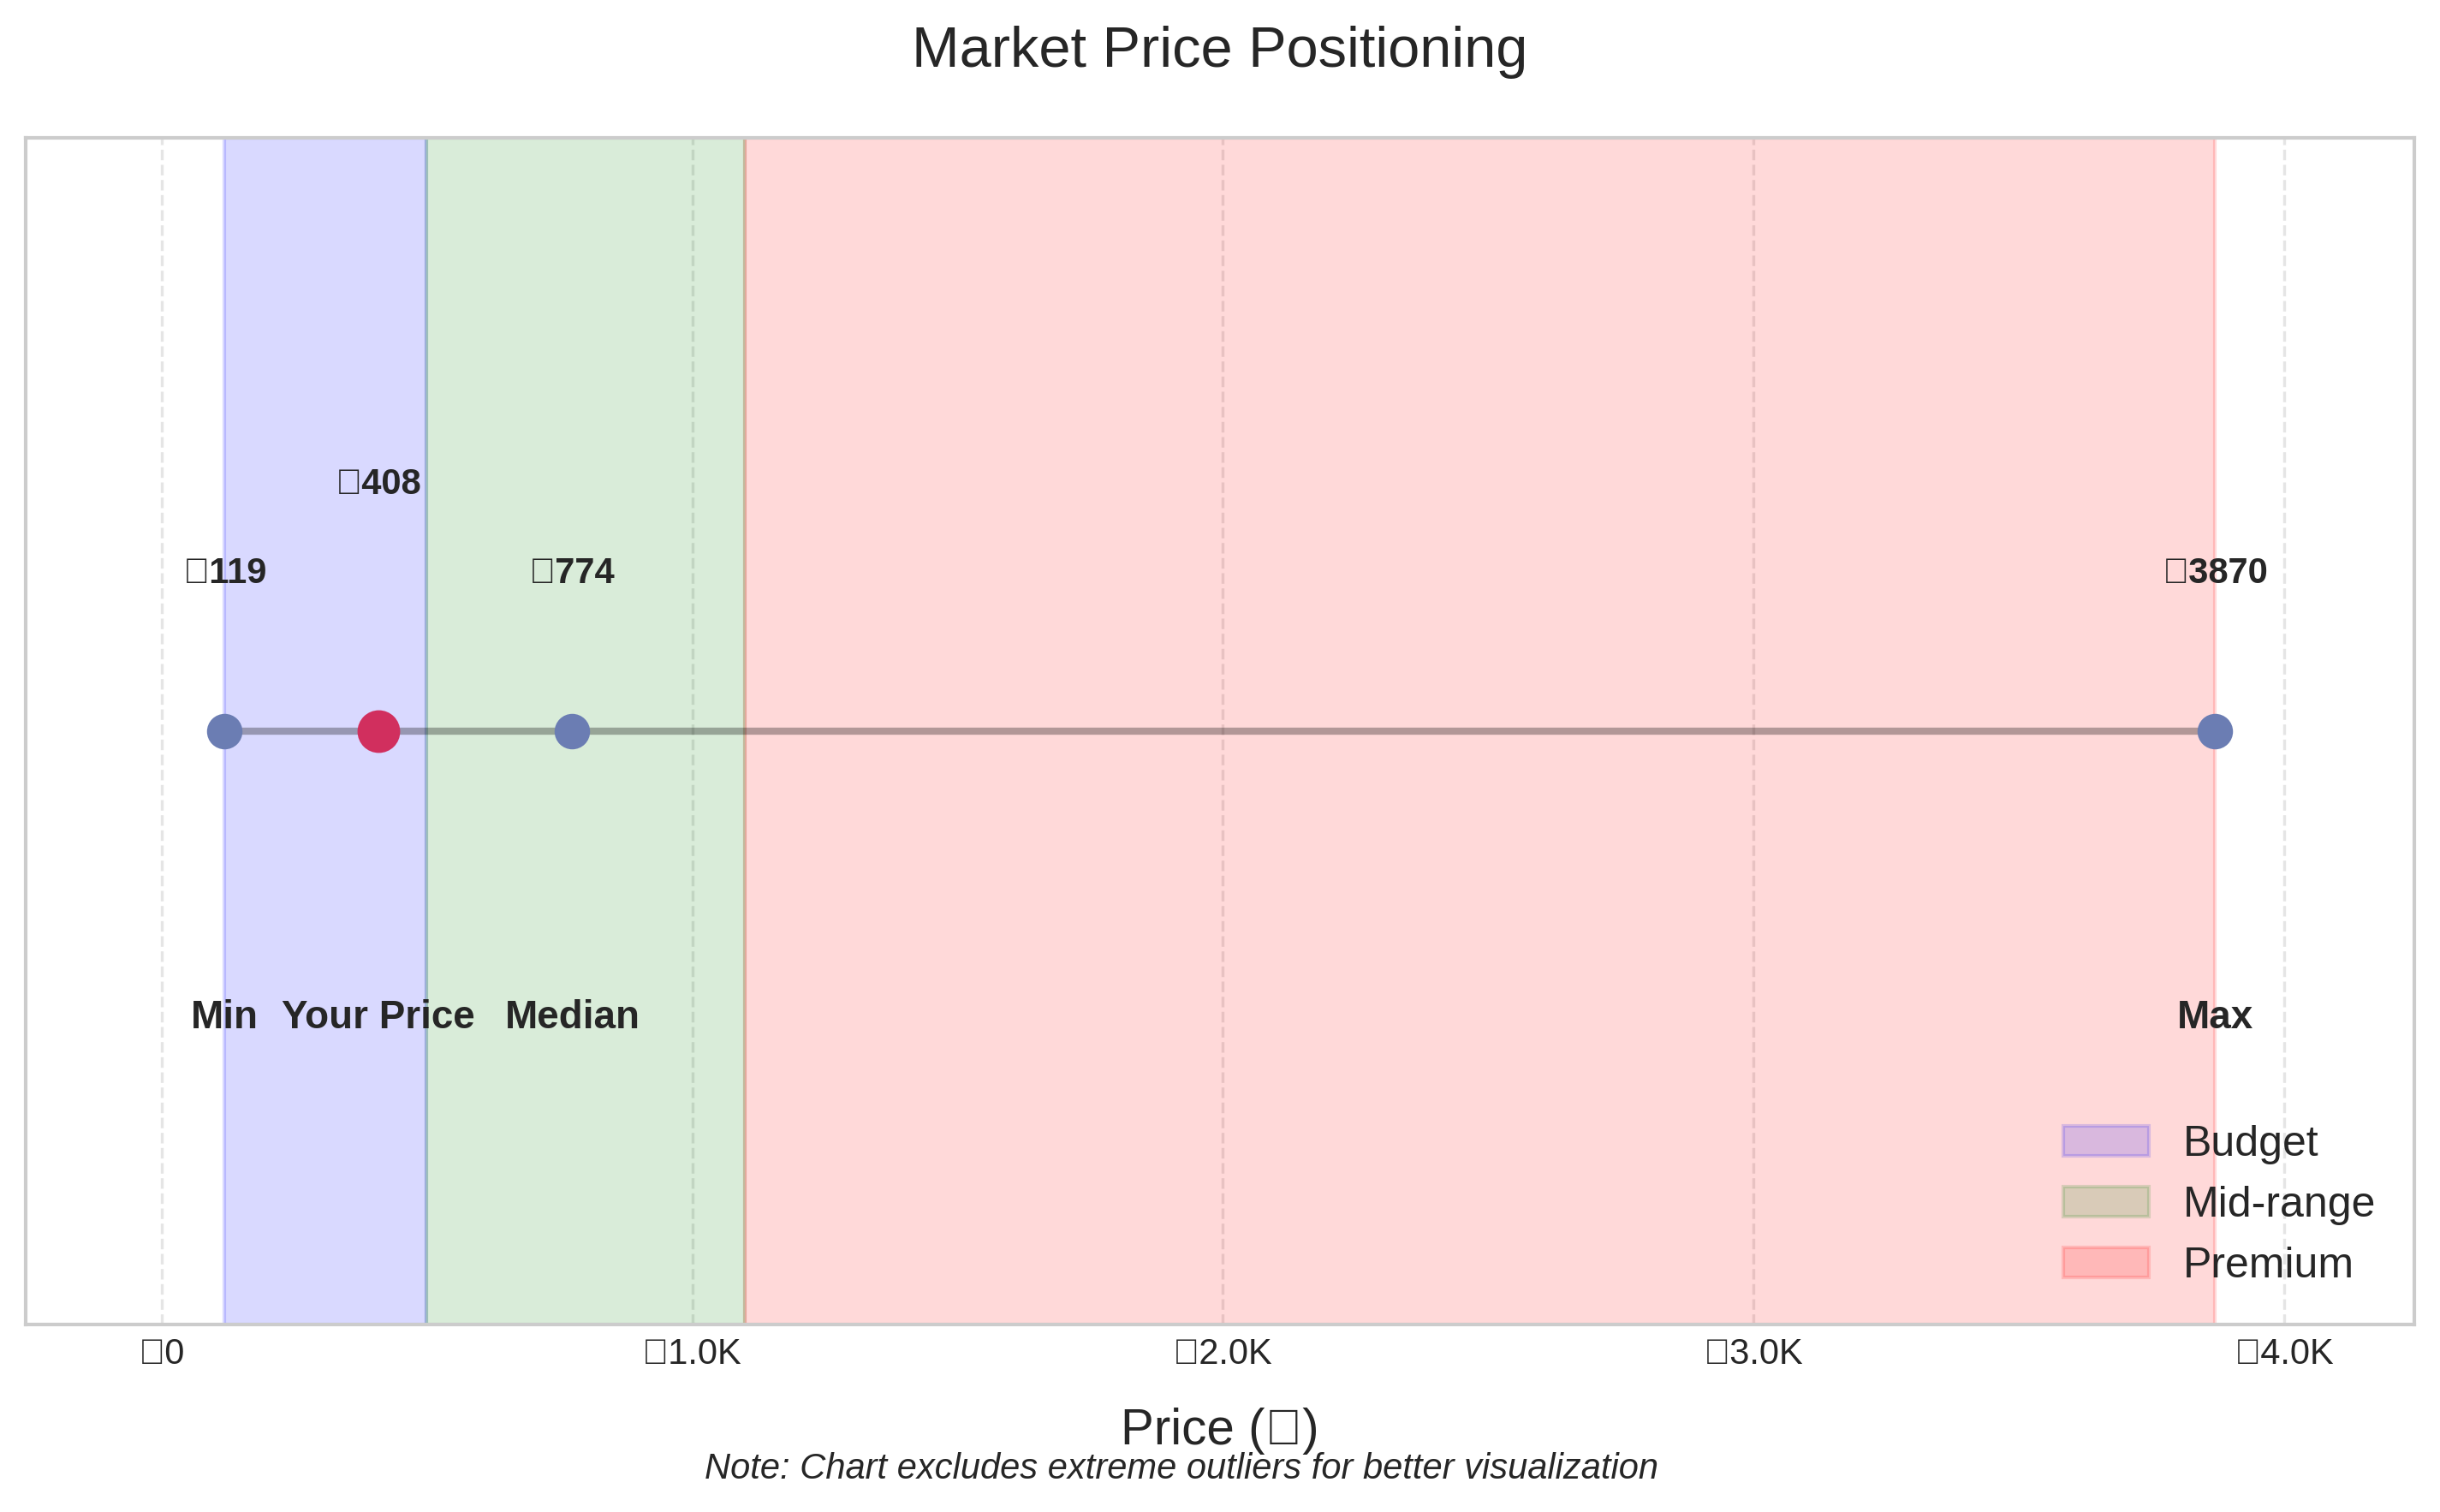 Market Price Positioning
□408
□119
□774
□3870
Min
Your Price
Median
Max
Budget
Mid-range
Premium
□0
□1.0K
□2.0K
□3.0K
□4.0K
Price (□)
Note: Chart excludes extreme outliers for better visualization